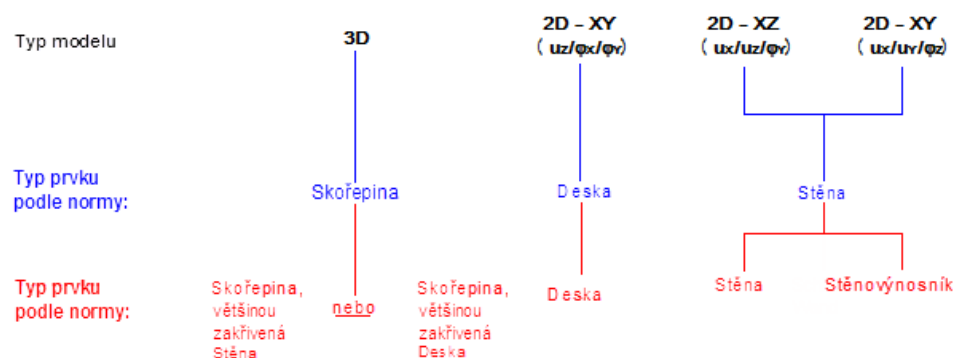 Typ modelu
3D
2D – XY
( uz/φx/φY)
2D – XZ
( ux/uz/φY)
2D – XY
( ux/uY/φz)
Typ prvku
podle normy:
Skořepina
Deska
Stěna
Typ prvku
podle normy:
Skořepina,
většinou
zakřivená
Stěna
nebo
Skořepina,
většinou
zakřivená
Deska
Deska
Stěna
Stěnovýnosník